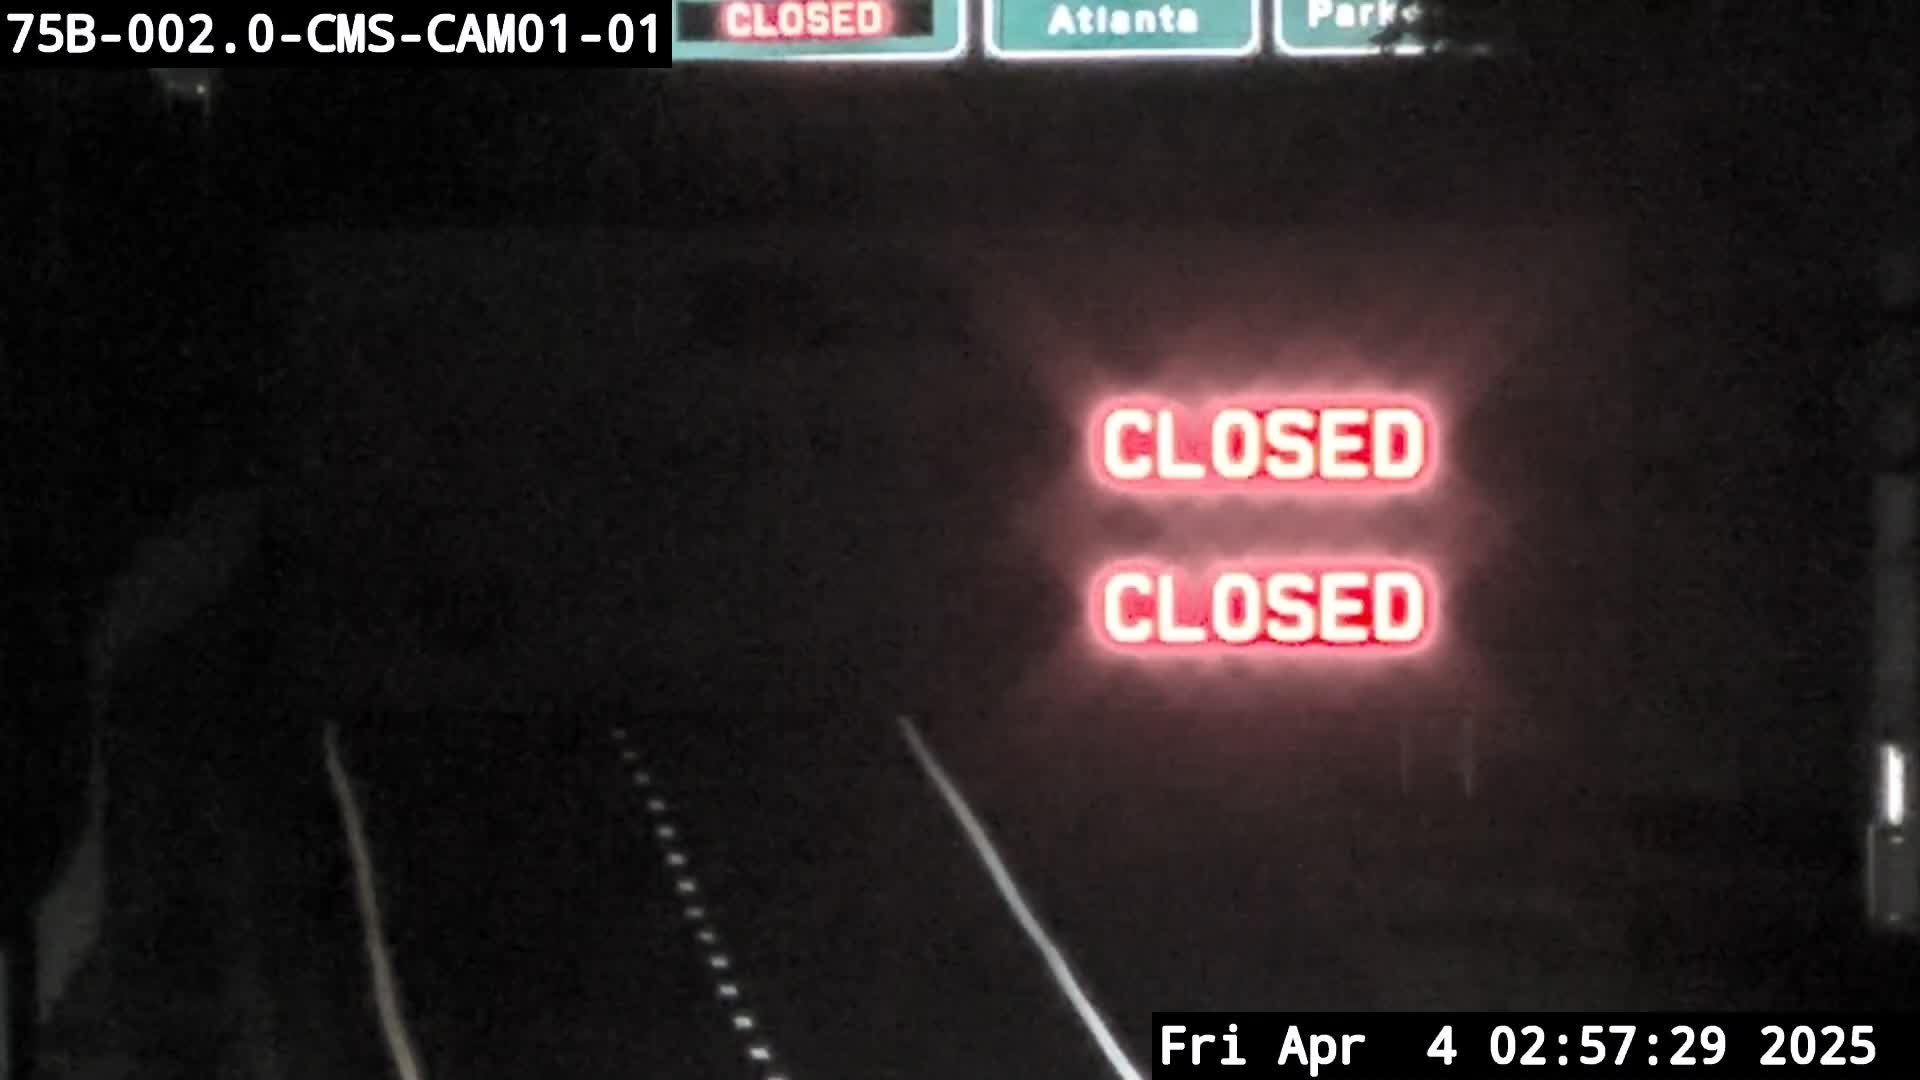 75B-002.0-CMS-CAM01-01
CLOSED
Atlanta
CLOSED
CLOSED
Fri Apr 4 02:57:29 2025